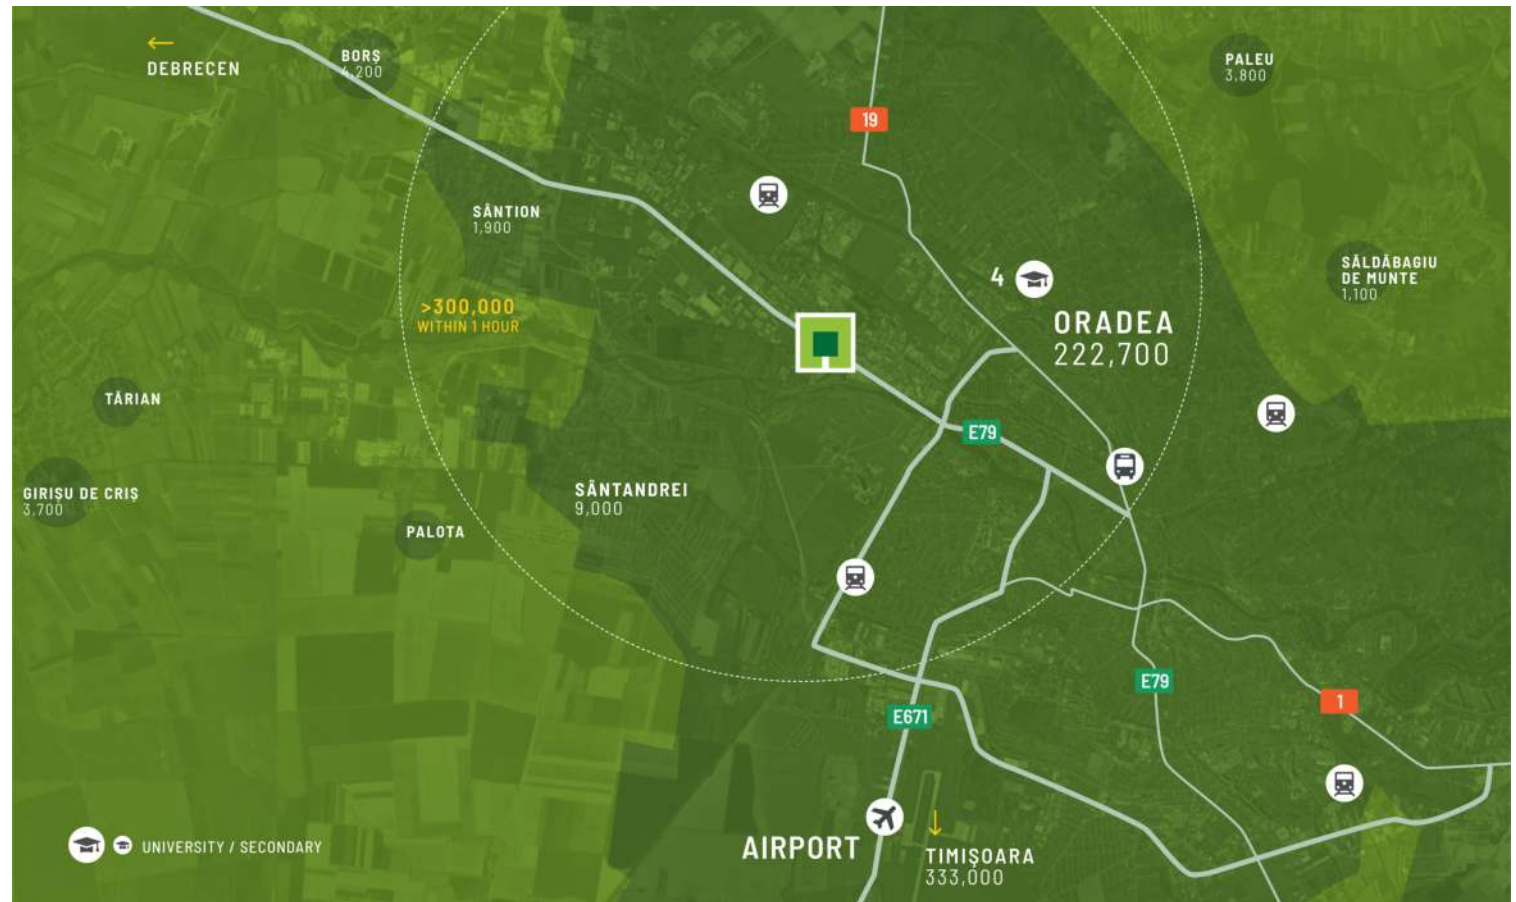 DEBRECEN
BORȘ
4,200
PALEU
3,800
19
SÂNTION
1,900
4
SĂLDĂBAGIU
DE MUNTE
1,100
>300,000
WITHIN 1 HOUR
ORADEA
222,700
TĂRIAN
E79
GIRIȘU DE CRIȘ
3,700
SÂNTANDREI
9,000
PALOTA
E79
1
E671
AIRPORT
TIMIȘOARA
333,000
UNIVERSITY / SECONDARY